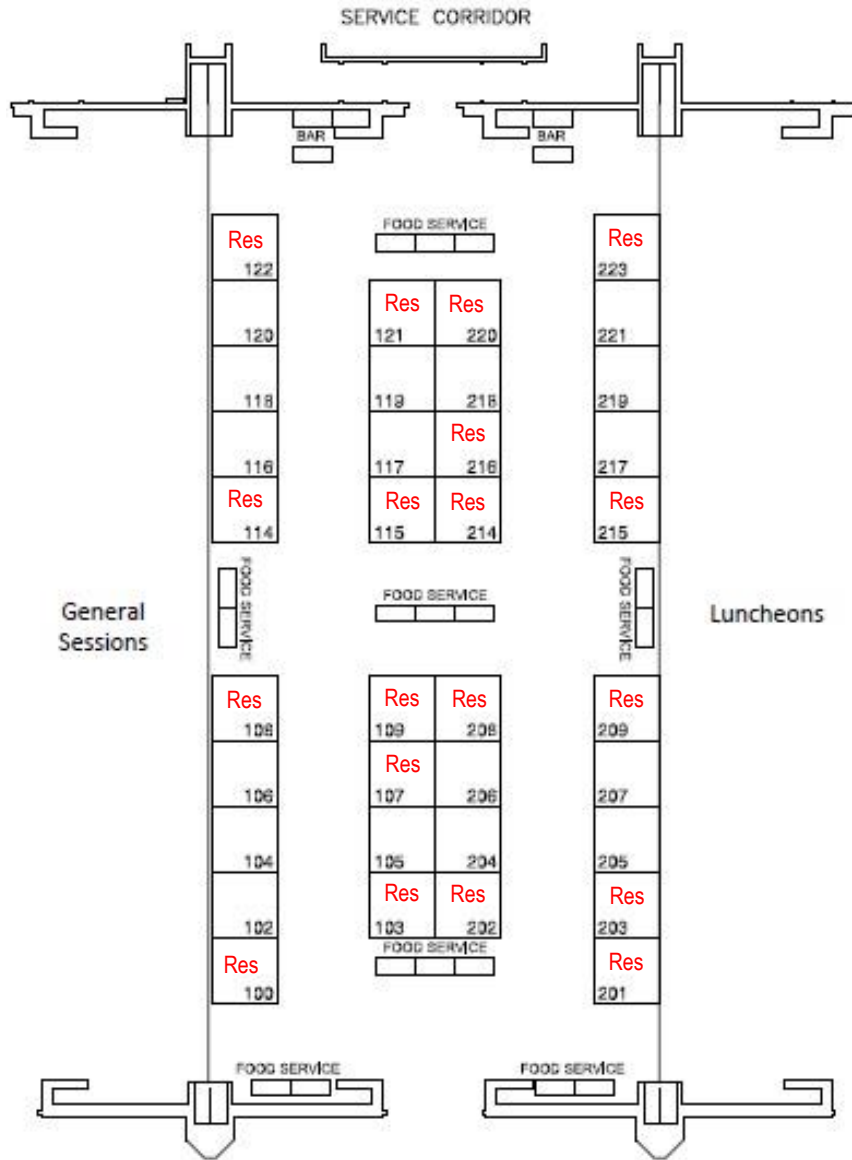 SERVICE CORRIDOR
BAR
BAR
FOOD SERVICE
Res
122
Res
223
Res
121
Res
220
120
221
118
119
218
219
116
117
Res
216
217
Res
114
Res
115
Res
214
Res
215
FOOD SERVICE
FOOD SERVICE
FOOD SERVICE
General
Sessions
Luncheons
Res
108
Res
109
Res
208
Res
209
106
Res
107
206
207
104
105
204
205
102
Res
103
Res
202
Res
203
FOOD SERVICE
Res
100
Res
201
FOOD SERVICE
FOOD SERVICE